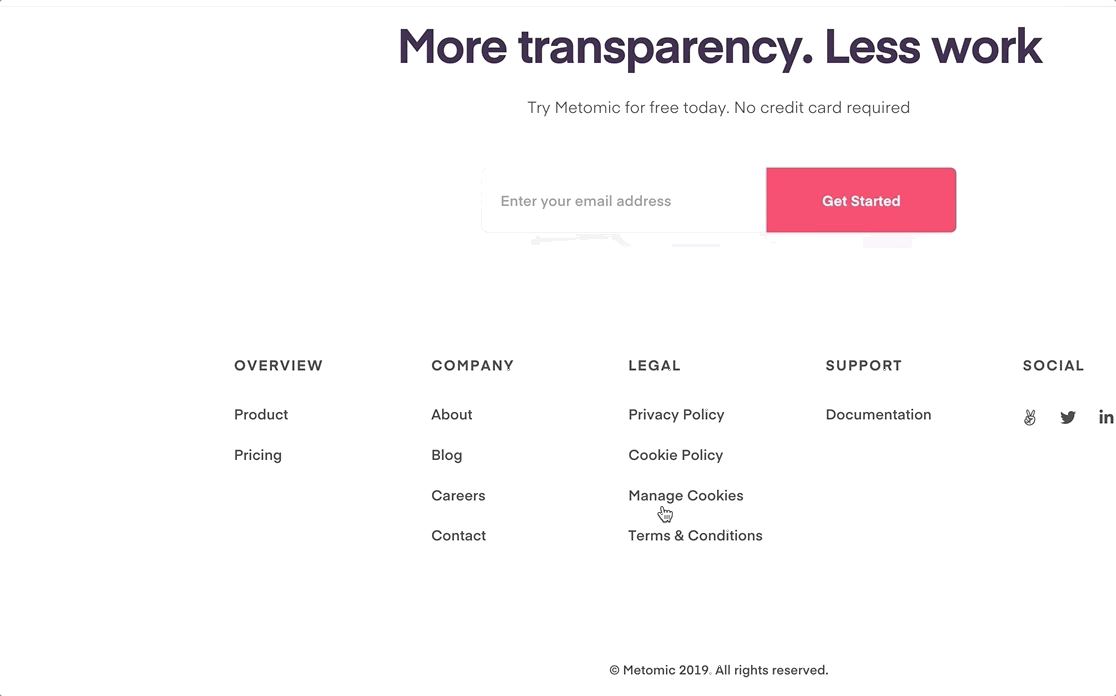 More transparency. Less work
Try Metomic for free today. No credit card required
Enter your email address
Get Started
OVERVIEW
Product
Pricing
COMPANY
About
Blog
Careers
Contact
LEGAL
Privacy Policy
Cookie Policy
Manage Cookies
Terms & Conditions
SUPPORT
Documentation
SOCIAL
in
© Metomic 2019. All rights reserved.